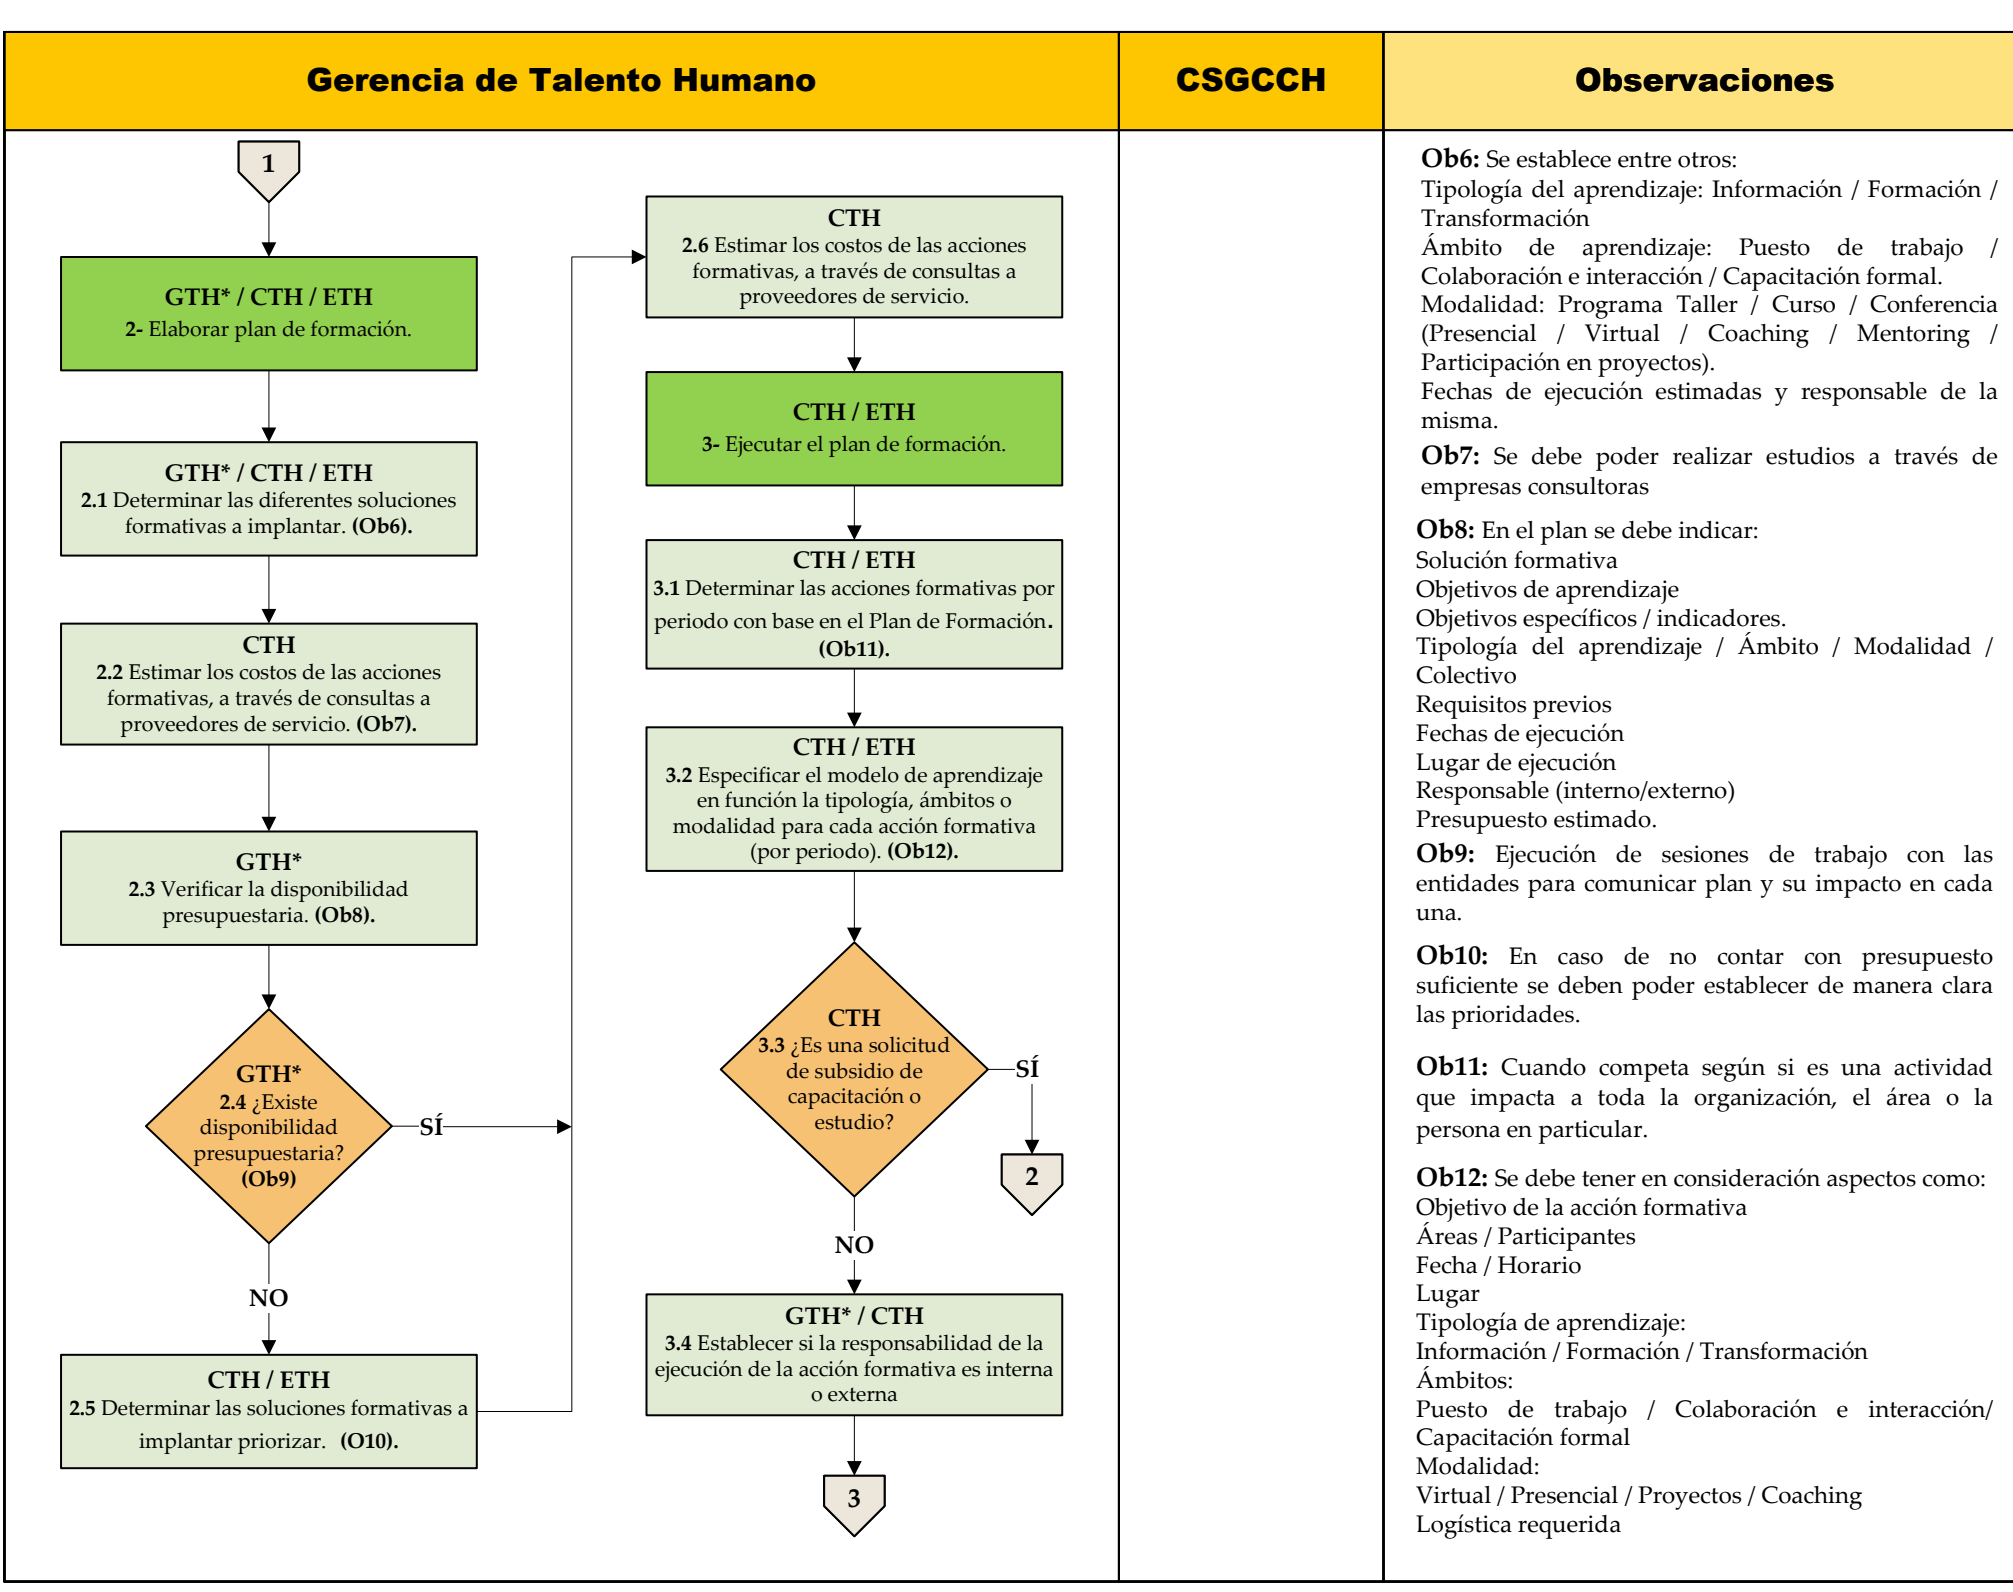 Gerencia de Talento Humano
CSGCCH
Observaciones
1
GTH* / CTH / ETH
2- Elaborar plan de formación.
GTH* / CTH / ETH
2.1 Determinar las diferentes soluciones
formativas a implantar. (Ob6).
CTH
2.2 Estimar los costos de las acciones
formativas, a través de consultas a
proveedores de servicio. (Ob7).
GTH*
2.3 Verificar la disponibilidad
presupuestaria. (Ob8).
GTH*
2.4 ¿Existe
disponibilidad
presupuestaria?
(Ob9)
SÍ
NO
CTH / ETH
2.5 Determinar las soluciones formativas a
implantar priorizar. (O10).
CTH
2.6 Estimar los costos de las acciones
formativas, a través de consultas a
proveedores de servicio.
CTH / ETH
3- Ejecutar el plan de formación.
CTH / ETH
3.1 Determinar las acciones formativas por
periodo con base en el Plan de Formación.
(Ob11).
CTH / ETH
3.2 Especificar el modelo de aprendizaje
en función la tipología, ámbitos o
modalidad para cada acción formativa
(por periodo). (Ob12).
CTH
3.3 ¿Es una solicitud
de subsidio de
capacitación o
estudio?
SÍ
2
NO
GTH* / CTH
3.4 Establecer si la responsabilidad de la
ejecución de la acción formativa es interna
o externa
3
Ob6: Se establece entre otros:
Tipología del aprendizaje: Información / Formación /
Transformación
Ámbito de aprendizaje: Puesto de trabajo /
Colaboración e interacción / Capacitación formal.
Modalidad: Programa Taller / Curso / Conferencia
(Presencial / Virtual / Coaching / Mentoring /
Participación en proyectos).
Fechas de ejecución estimadas y responsable de la
misma.
Ob7: Se debe poder realizar estudios a través de
empresas consultoras
Ob8: En el plan se debe indicar:
Solución formativa
Objetivos de aprendizaje
Objetivos específicos / indicadores.
Tipología del aprendizaje / Ámbito / Modalidad /
Colectivo
Requisitos previos
Fechas de ejecución
Lugar de ejecución
Responsable (interno/externo)
Presupuesto estimado.
Ob9: Ejecución de sesiones de trabajo con las
entidades para comunicar plan y su impacto en cada
una.
Ob10: En caso de no contar con presupuesto
suficiente se deben poder establecer de manera clara
las prioridades.
Ob11: Cuando competa según si es una actividad
que impacta a toda la organización, el área o la
persona en particular.
Ob12: Se debe tener en consideración aspectos como:
Objetivo de la acción formativa
Áreas / Participantes
Fecha / Horario
Lugar
Tipología de aprendizaje:
Información / Formación / Transformación
Ámbitos:
Puesto de trabajo / Colaboración e interacción/
Capacitación formal
Modalidad:
Virtual / Presencial / Proyectos / Coaching
Logística requerida